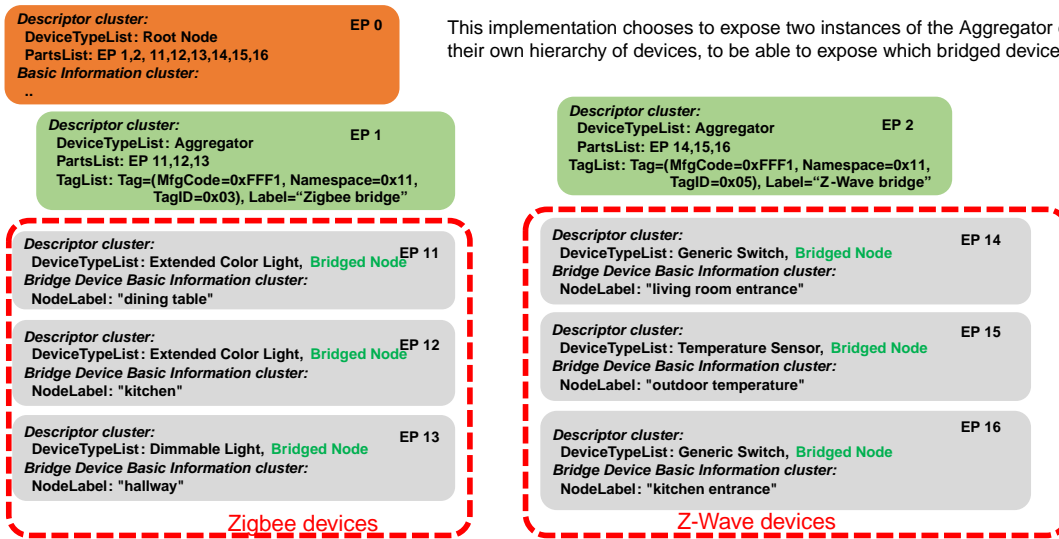 Descriptor cluster:
EP 0
DeviceTypeList: Root Node
PartsList: EP 1,2, 11,12,13,14,15,16
Basic Information cluster:
..
This implementation chooses to expose two instances of the Aggregator
their own hierarchy of devices, to be able to expose which bridged device
Descriptor cluster:
EP 1
DeviceTypeList: Aggregator
PartsList: EP 11,12,13
TagList: Tag=(MfgCode=0xFFF1, Namespace=0x11,
TagID=0x03), Label=“Zigbee bridge”
Descriptor cluster:
EP 2
DeviceTypeList: Aggregator
PartsList: EP 14,15,16
TagList: Tag=(MfgCode=0xFFF1, Namespace=0x11,
TagID=0x05), Label=“Z-Wave bridge”
Descriptor cluster:
EP 11
DeviceTypeList: Extended Color Light, Bridged Node
Bridge Device Basic Information cluster:
NodeLabel: "dining table"
Descriptor cluster:
EP 12
DeviceTypeList: Extended Color Light, Bridged Node
Bridge Device Basic Information cluster:
NodeLabel: "kitchen"
Descriptor cluster:
EP 13
DeviceTypeList: Dimmable Light, Bridged Node
Bridge Device Basic Information cluster:
NodeLabel: "hallway"
Zigbee devices
Descriptor cluster:
EP 14
DeviceTypeList: Generic Switch, Bridged Node
Bridge Device Basic Information cluster:
NodeLabel: "living room entrance"
Descriptor cluster:
EP 15
DeviceTypeList: Temperature Sensor, Bridged Node
Bridge Device Basic Information cluster:
NodeLabel: "outdoor temperature"
EP 16
Descriptor cluster:
DeviceTypeList: Generic Switch, Bridged Node
Bridge Device Basic Information cluster:
NodeLabel: "kitchen entrance"
Z-Wave devices